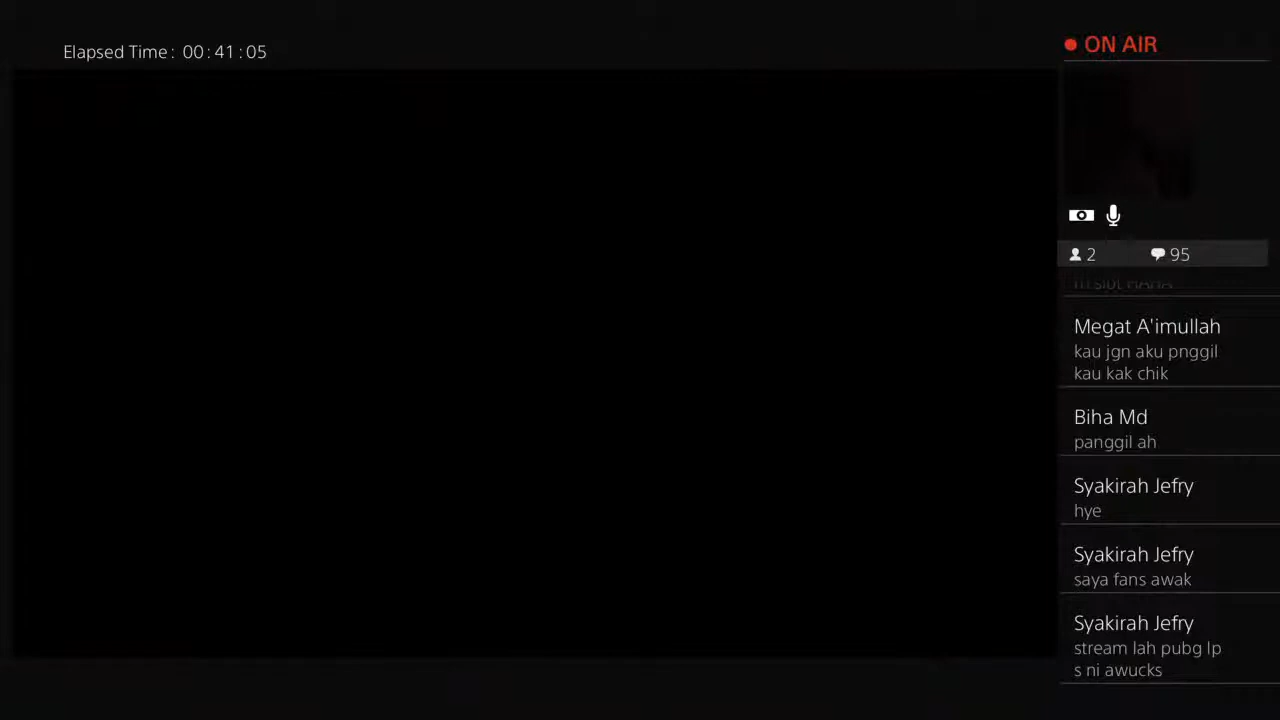 Elapsed Time: 00:41:05
ON AIR
2 95
Megat A'imullah
kau jgn aku pnggil
kau kak chik
Biha Md
panggil ah
Syakirah Jefry
hye
Syakirah Jefry
saya fans awak
Syakirah Jefry
stream lah pubg lp
s ni awucks